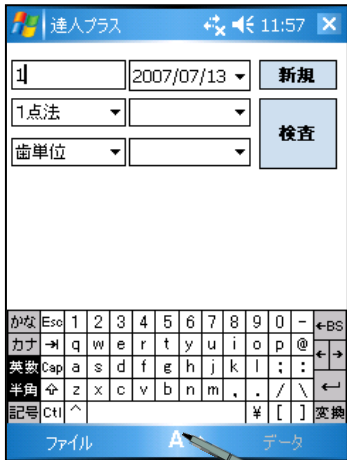 達人プラス 11:57
1 2007/07/13 新規
1点法 検査
歯単位
かな Esc 1 2 3 4 5 6 7 8 9 0 - ←BS
カナ →| q w e r t y u i o p @ ← →
英数 Cap a s d f g h j k l ; :
半角 z x c v b n m , . / \ ↵
記号 Ctl ^ ¥ [ ] 変換
ファイル A データ